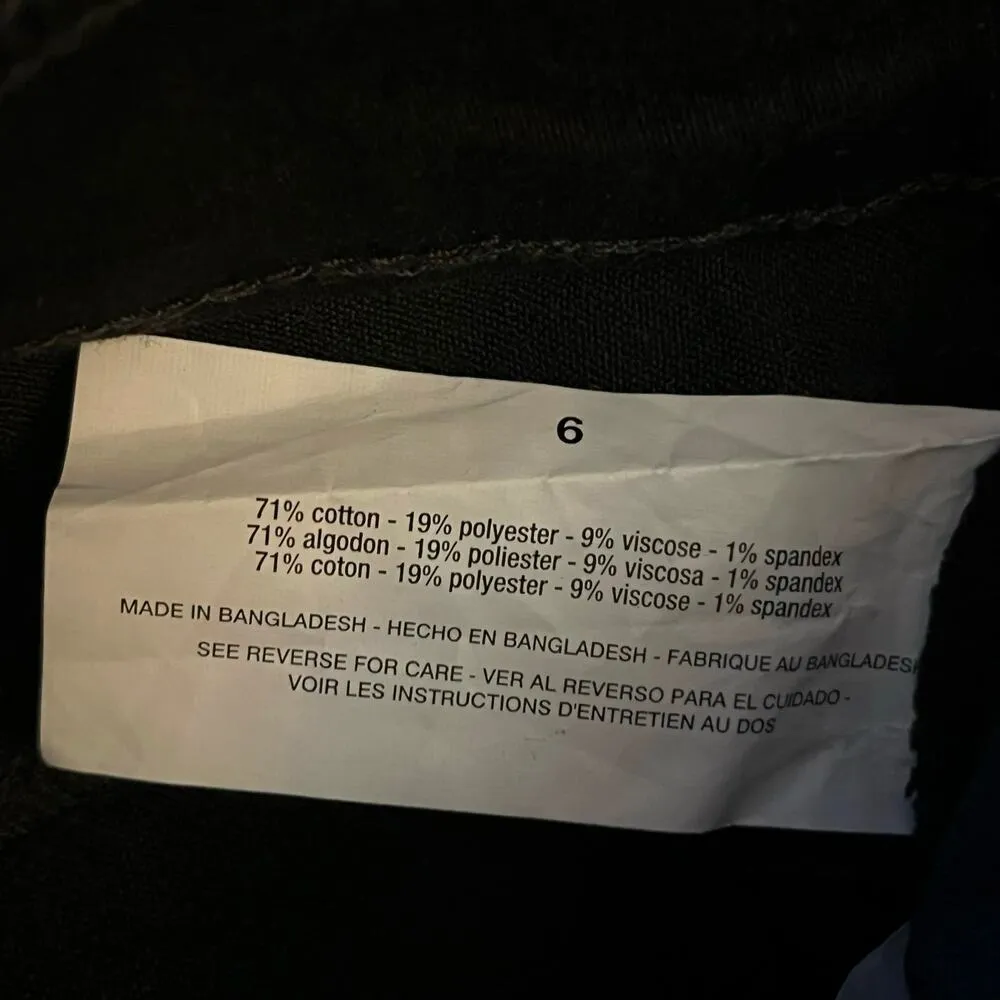 6
71% cotton - 19% polyester - 9% viscose - 1% spandex
71% algodon - 19% poliester - 9% viscosa - 1% spandex
71% coton - 19% polyester - 9% viscose - 1% spandex
MADE IN BANGLADESH - HECHO EN BANGLADESH - FABRIQUE AU BANGLADESH
SEE REVERSE FOR CARE - VER AL REVERSO PARA EL CUIDADO -
VOIR LES INSTRUCTIONS D'ENTRETIEN AU DOS